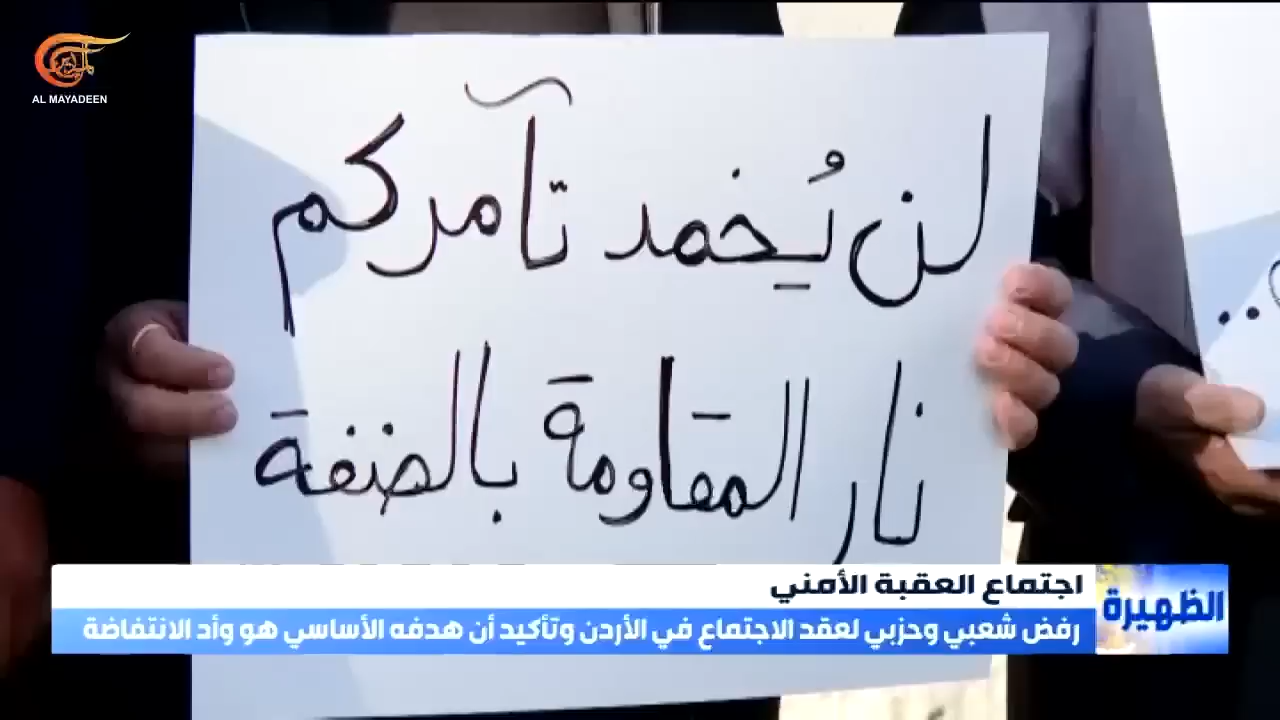 AL MAYADEEN
لن يُخمد تآمركم
نار المقاومة بالضفة
الظهيرة
اجتماع العقبة الأمني
رفض شعبي وحزبي لعقد الاجتماع في الأردن وتأكيد أن هدفه الأساسي هو وأد الانتفاضة